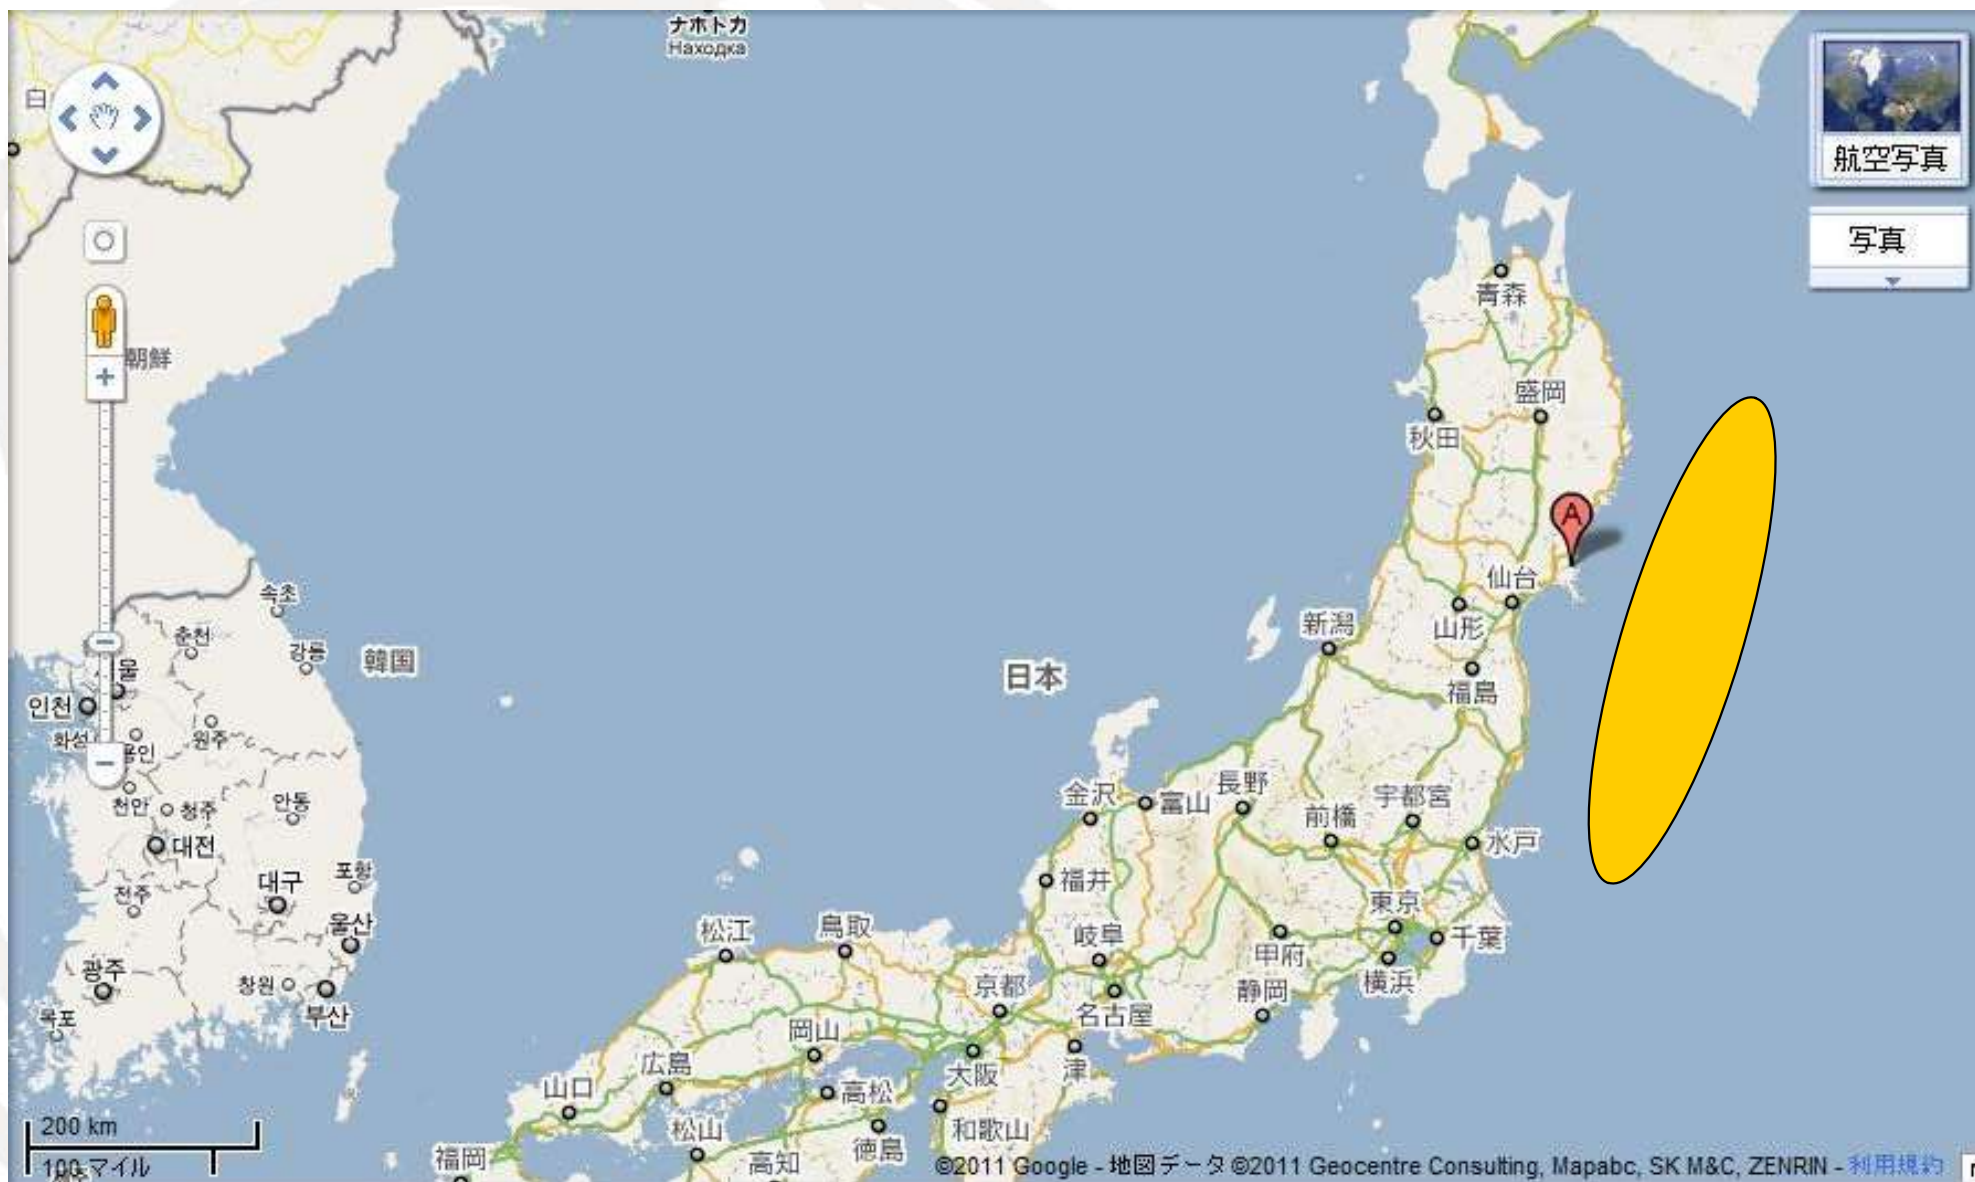 ナホトカ
Находка
白
航空写真
写真
朝鮮
青森
盛岡
秋田
A
仙台
山形
新潟
福島
속초
춘천
강릉
韓国
日本
울
인천
화성
용인
원주
천안
청주
안동
대전
전주
대구
포항
울산
광주
창원
부산
목포
金沢
富山
長野
前橋
宇都宮
水戸
福井
東京
千葉
松江
鳥取
岐阜
甲府
横浜
京都
名古屋
静岡
岡山
広島
大阪
津
山口
高松
松山
徳島
和歌山
福岡
高知
200 km
100 マイル
©2011 Google - 地図データ ©2011 Geocentre Consulting, Mapabc, SK M&C, ZENRIN - 利用規約